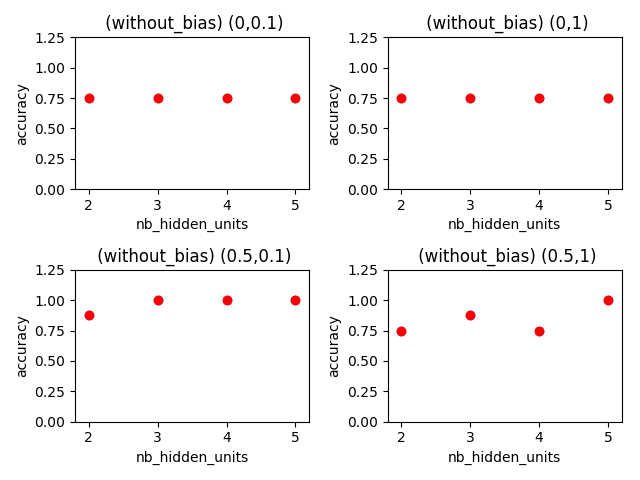 (without_bias) (0,0.1)
1.25
1.00
0.75
0.50
0.25
0.00
accuracy
2 3 4 5
nb_hidden_units
(without_bias) (0,1)
1.25
1.00
0.75
0.50
0.25
0.00
accuracy
2 3 4 5
nb_hidden_units
(without_bias) (0.5,0.1)
1.25
1.00
0.75
0.50
0.25
0.00
accuracy
2 3 4 5
nb_hidden_units
(without_bias) (0.5,1)
1.25
1.00
0.75
0.50
0.25
0.00
accuracy
2 3 4 5
nb_hidden_units